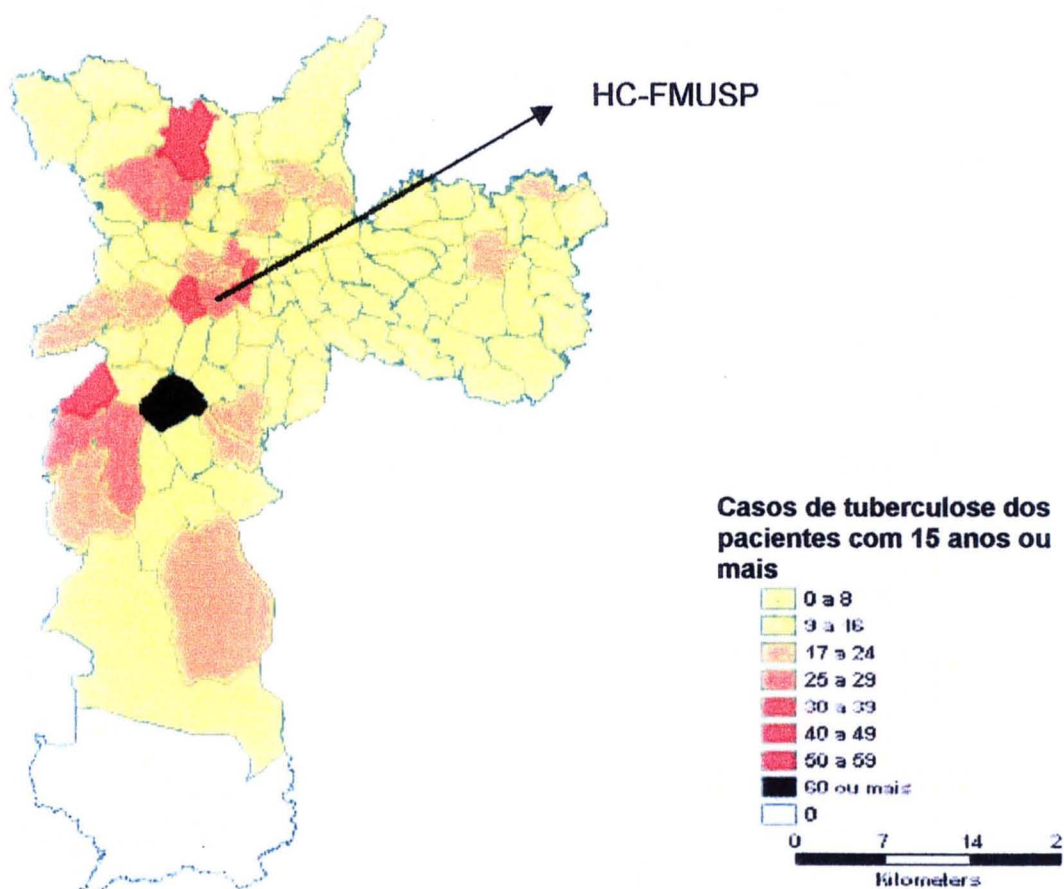 HC-FMUSP
Casos de tuberculose dos
pacientes com 15 anos ou
mais
0 a 8
9 a 16
17 a 24
25 a 29
30 a 39
40 a 49
50 a 59
60 ou mais
0
0 7 14 2
Kilometers